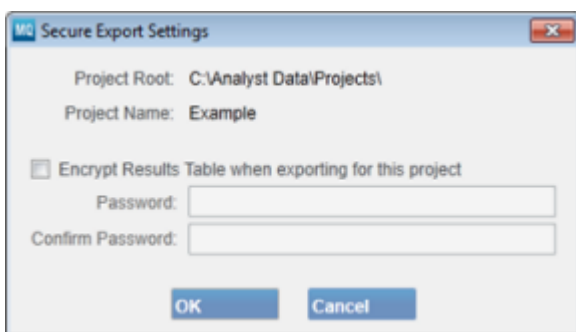 MQ Secure Export Settings
Project Root: C:\Analyst Data\Projects\
Project Name: Example
Encrypt Results Table when exporting for this project
Password:
Confirm Password:
OK Cancel